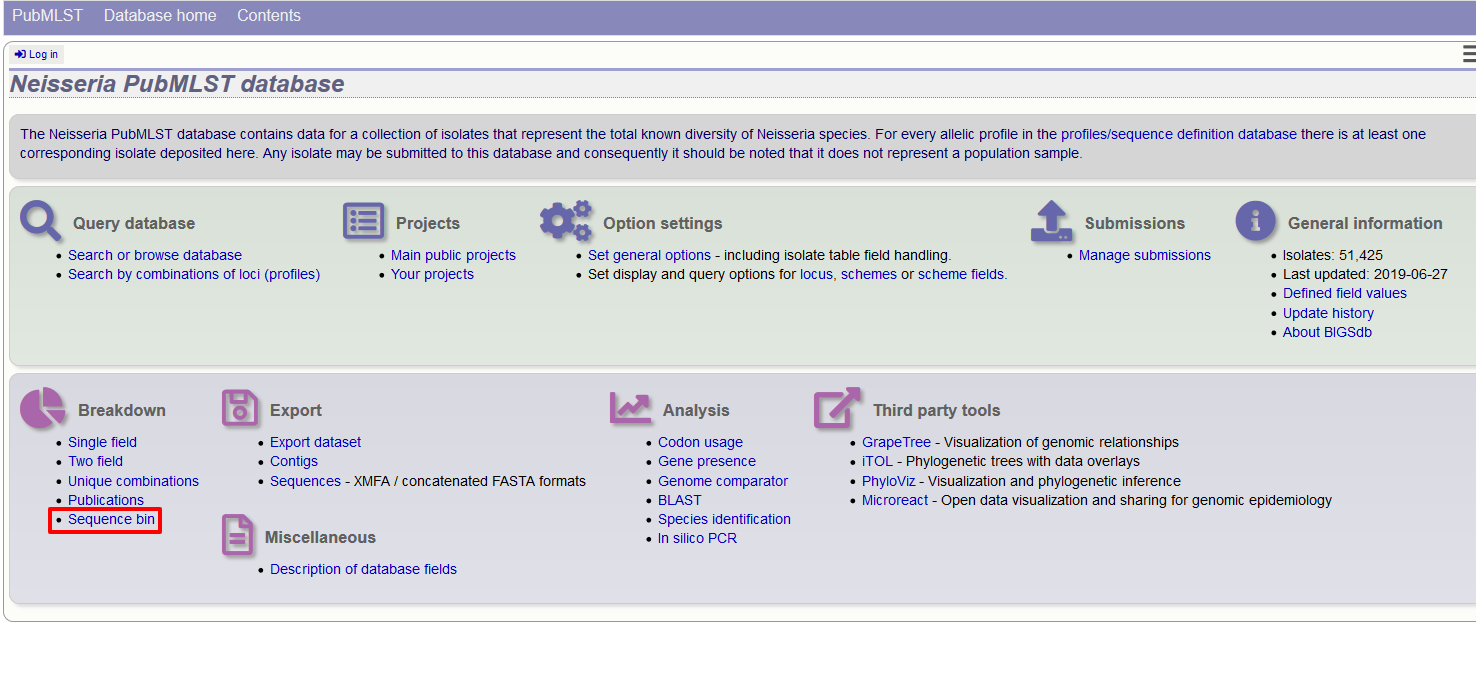 PubMLST Database home Contents
Log in
Neisseria PubMLST database
The Neisseria PubMLST database contains data for a collection of isolates that represent the total known diversity of Neisseria species. For every allelic profile in the profiles/sequence definition database there is at least one
corresponding isolate deposited here. Any isolate may be submitted to this database and consequently it should be noted that it does not represent a population sample.
Query database
Search or browse database
Search by combinations of loci (profiles)
Projects
Main public projects
Your projects
Option settings
Set general options - including isolate table field handling.
Set display and query options for locus, schemes or scheme fields.
Submissions
Manage submissions
General information
Isolates: 51,425
Last updated: 2019-06-27
Defined field values
Update history
About BIGSdb
Breakdown
Single field
Two field
Unique combinations
Publications
Sequence bin
Export
Export dataset
Contigs
Sequences - XMFA / concatenated FASTA formats
Miscellaneous
Description of database fields
Analysis
Codon usage
Gene presence
Genome comparator
BLAST
Species identification
In silico PCR
Third party tools
GrapeTree - Visualization of genomic relationships
iTOL - Phylogenetic trees with data overlays
PhyloViz - Visualization and phylogenetic inference
Microreact - Open data visualization and sharing for genomic epidemiology